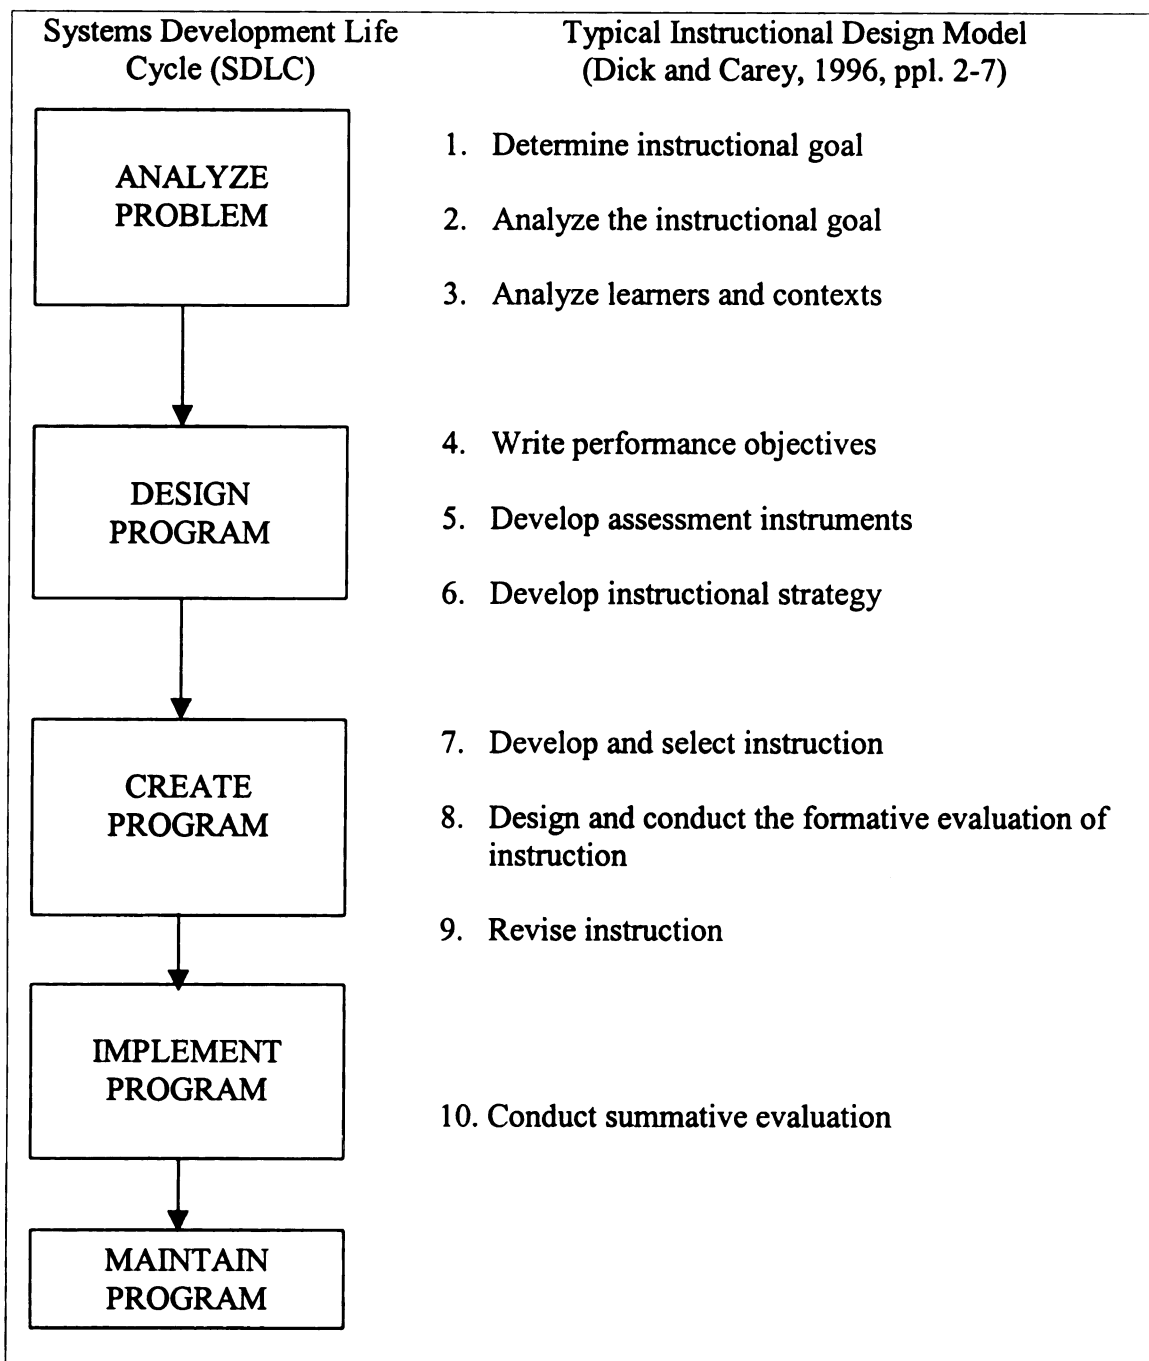 Systems Development Life
Cycle (SDLC)
Typical Instructional Design Model
(Dick and Carey, 1996, ppl. 2-7)
ANALYZE
PROBLEM
1. Determine instructional goal
2. Analyze the instructional goal
3. Analyze learners and contexts
DESIGN
PROGRAM
4. Write performance objectives
5. Develop assessment instruments
6. Develop instructional strategy
CREATE
PROGRAM
7. Develop and select instruction
8. Design and conduct the formative evaluation of
instruction
9. Revise instruction
IMPLEMENT
PROGRAM
10. Conduct summative evaluation
MAINTAIN
PROGRAM